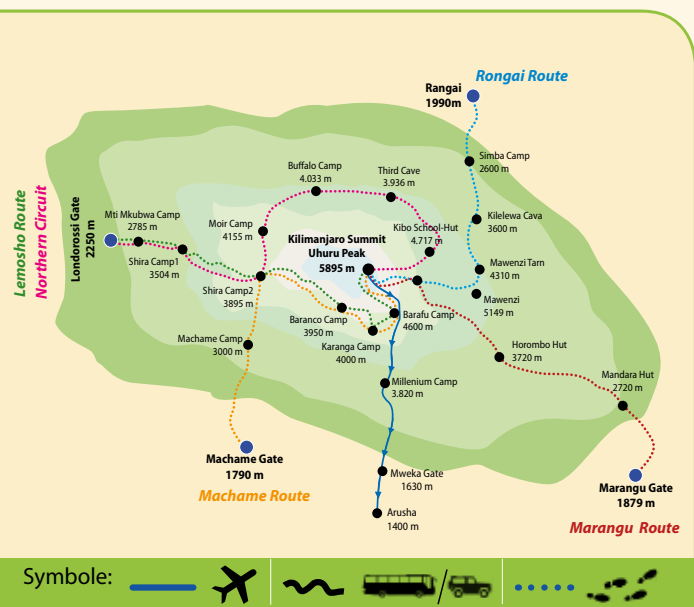 Rongai Route
Rangai
1990m
Simba Camp
2600 m
Buffalo Camp
4.033 m
Third Cave
3.936 m
Lemosho Route
Northern Circuit
Londorossi Gate
2250 m
Mti Mkubwa Camp
2785 m
Shira Camp1
3504 m
Moir Camp
4155 m
Kibo School-Hut
4.717 m
Kilelewa Cava
3600 m
Kilimanjaro Summit
Uhuru Peak
5895 m
Mawenzi Tarn
4310 m
Shira Camp2
3895 m
Mawenzi
5149 m
Baranco Camp
3950 m
Barafu Camp
4600 m
Karanga Camp
4000 m
Machame Camp
3000 m
Horombo Hut
3720 m
Mandara Hut
2720 m
Millenium Camp
3.820 m
Machame Gate
1790 m
Machame Route
Mweka Gate
1630 m
Marangu Gate
1879 m
Arusha
1400 m
Marangu Route
Symbole: